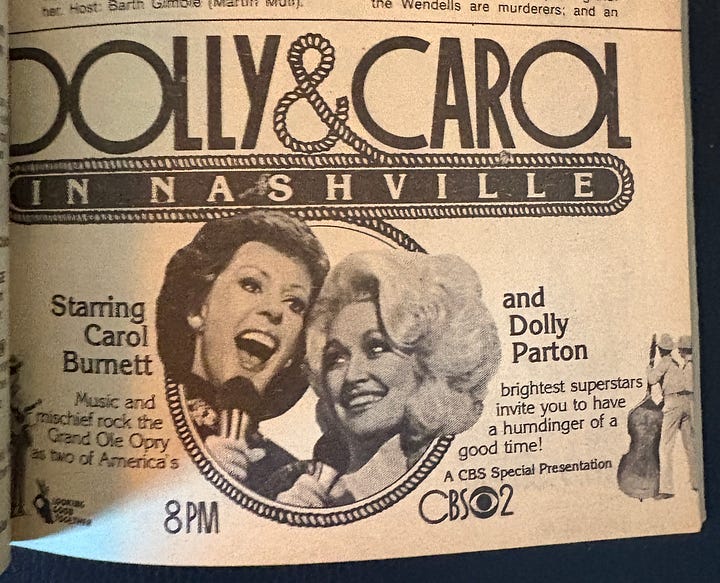 her. Host: Barth Gimble (Martin Mull).
the Wendells are murderers; and an
DOLLY & CAROL
IN NASHVILLE
Starring
Carol
Burnett
and
Dolly
Parton
Music and
mischief rock the
Grand Ole Opry
as two of America's
brightest superstars
invite you to have
a humdinger of a
good time!
A CBS Special Presentation
LOOKING
GOOD
TOGETHER
8PM
CBS 2